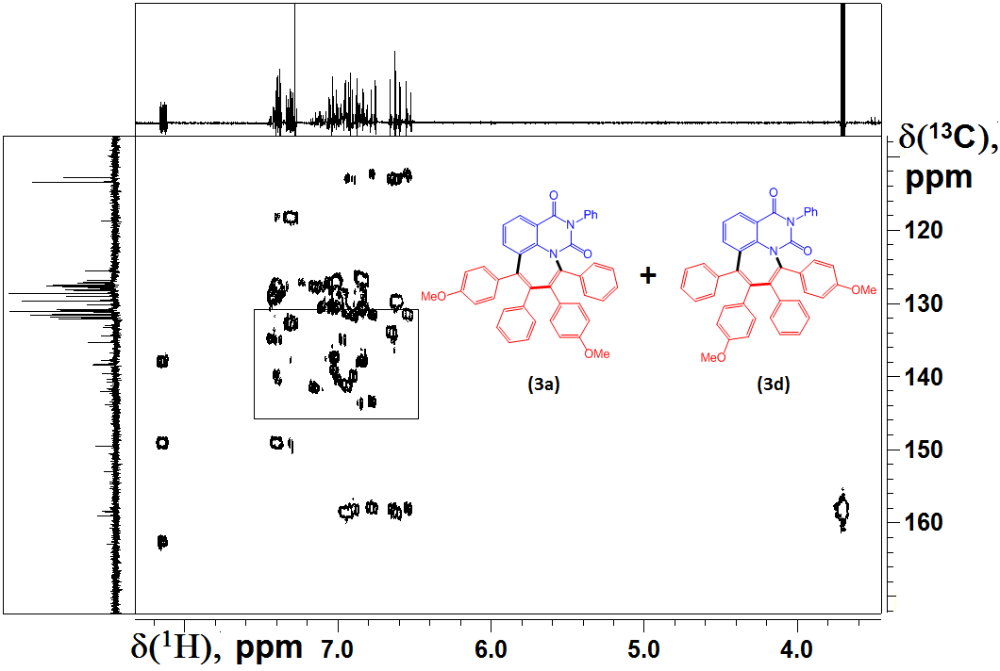 δ(¹³C),
ppm
120
130
140
150
160
O
N
Ph
N
O
MeO
OMe
(3a)
+
O
N
Ph
N
O
OMe
MeO
(3d)
δ(¹H), ppm
7.0
6.0
5.0
4.0